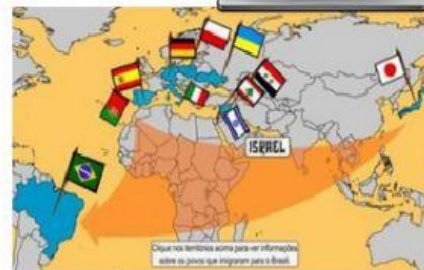 ISRAEL
Clique nos territórios acima para ver informações
sobre os povos que imigraram para o Brasil.